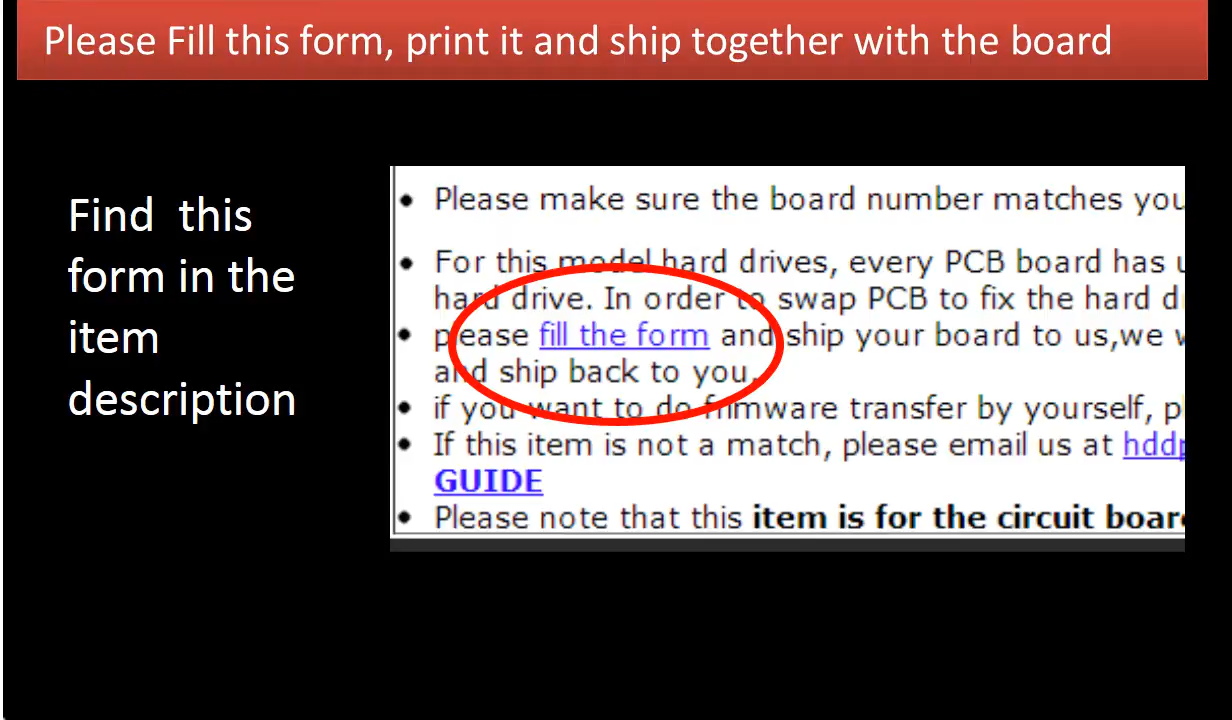 Please Fill this form, print it and ship together with the board
Find this
form in the
item
description
Please make sure the board number matches you
For this model hard drives, every PCB board has
hard drive. In order to swap PCB to fix the hard
please fill the form and ship your board to us,we
and ship back to you.
if you want to do frimware transfer by yourself,
If this item is not a match, please email us at hddp
GUIDE
Please note that this item is for the circuit board